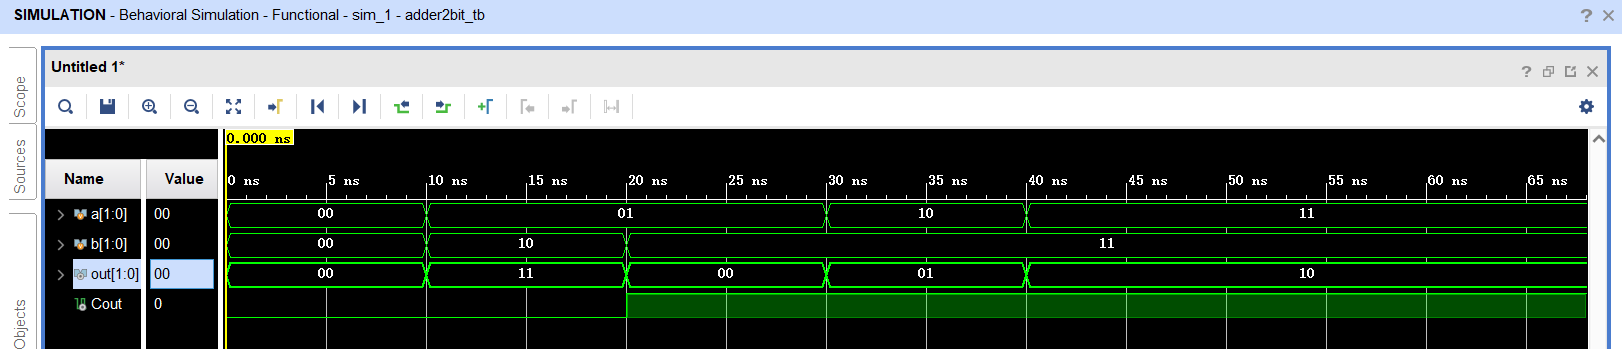 SIMULATION - Behavioral Simulation - Functional - sim_1 - adder2bit_tb
? ×
Scope
Sources
Objects
Untitled 1*
?
0.000 ns
Name Value
0 ns 5 ns 10 ns 15 ns 20 ns 25 ns 30 ns 35 ns 40 ns 45 ns 50 ns 55 ns 60 ns 65 ns
a[1:0] 00 00 01 10 11
b[1:0] 00 00 10 11
out[1:0] 00 00 11 00 01 10
Cout 0